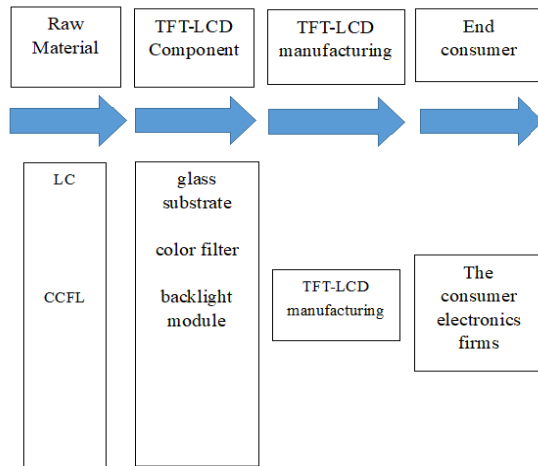 Raw
Material
TFT-LCD
Component
TFT-LCD
manufacturing
End
consumer
LC
CCFL
glass
substrate
color filter
backlight
module
TFT-LCD
manufacturing
The
consumer
electronics
firms